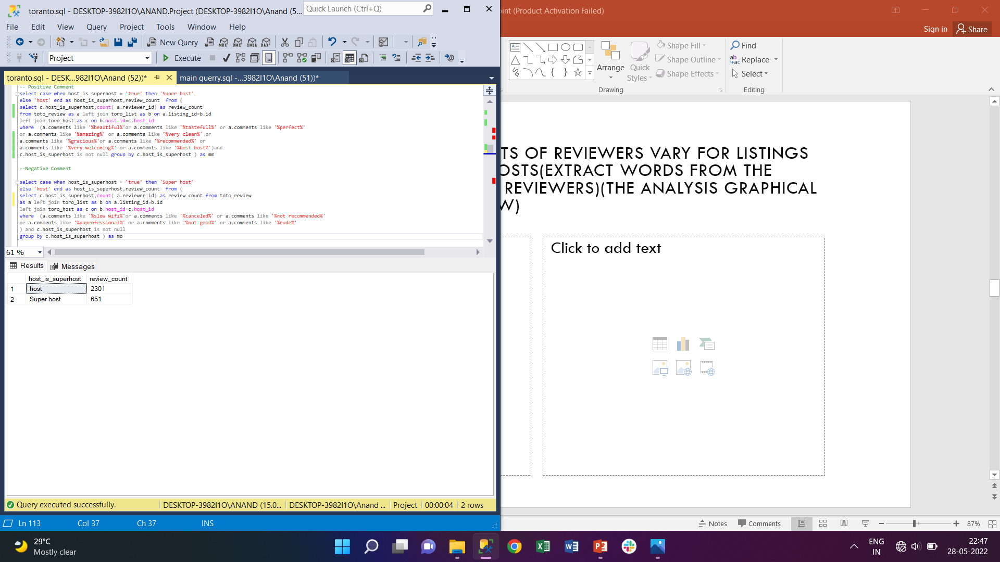 toranto.sql - DESKTOP-3982I1O\ANAND.Project (DESKTOP-3982I1O\Anand (5...
Quick Launch (Ctrl+Q)
File Edit View Query Project Tools Window Help
New Query
MDX DMX XMLA DAX
Project
Execute
toranto.sql - DESK...982I1O\Anand (52))*
main querry.sql -...3982I1O\Anand (51))*
-- Positive Comment
select case when host_is_superhost = 'true' then 'Super host'
else 'host' end as host_is_superhost,review_count  from (
select c.host_is_superhost,count( a.reviewer_id) as review_count
from toto_review as a left join toro_list as b on a.listing_id=b.id
left join toro_host as c on b.host_id=c.host_id
where  (a.comments like '%beautiful%'or a.comments like '%tastefull%' or a.comments like '%perfect%'
or a.comments like '%amazing%' or a.comments like '%very clean%' or
a.comments like '%gracious%'or a.comments like '%recommended%' or
a.comments like '%very welcoming%' or a.comments like '%best host%')and
c.host_is_superhost is not null group by c.host_is_superhost ) as mm
--Negative Comment
select case when host_is_superhost = 'true' then 'Super host'
else 'host' end as host_is_superhost,review_count  from (
select c.host_is_superhost,count( a.reviewer_id) as review_count from toto_review
as a left join toro_list as b on a.listing_id=b.id
left join toro_host as c on b.host_id=c.host_id
where  (a.comments like '%slow wifi%'or a.comments like '%canceled%' or a.comments like '%not recommended%'
or a.comments like '%unprofessional%' or a.comments like '%not good%' or a.comments like '%rude%'
) and c.host_is_superhost is not null
group by c.host_is_superhost ) as mo
61 %
Results
Messages
host_is_superhost review_count
1 host 2301
2 Super host 651
Query executed successfully.
DESKTOP-3982I1O\ANAND (15.0...
DESKTOP-3982I1O\Anand ...
Project
00:00:04
2 rows
Ln 113 Col 37 Ch 37 INS
oint (Product Activation Failed)
Sign in
Share
Arrange
Quick
Styles
Shape Fill
Shape Outline
Shape Effects
Drawing
Find
Replace
Select
Editing
TS OF REVIEWERS VARY FOR LISTINGS
OSTS(EXTRACT WORDS FROM THE
REVIEWERS)(THE ANALYSIS GRAPHICAL
W)
Click to add text
Notes
Comments
87%
29°C
Mostly clear
ENG
IN
22:47
28-05-2022